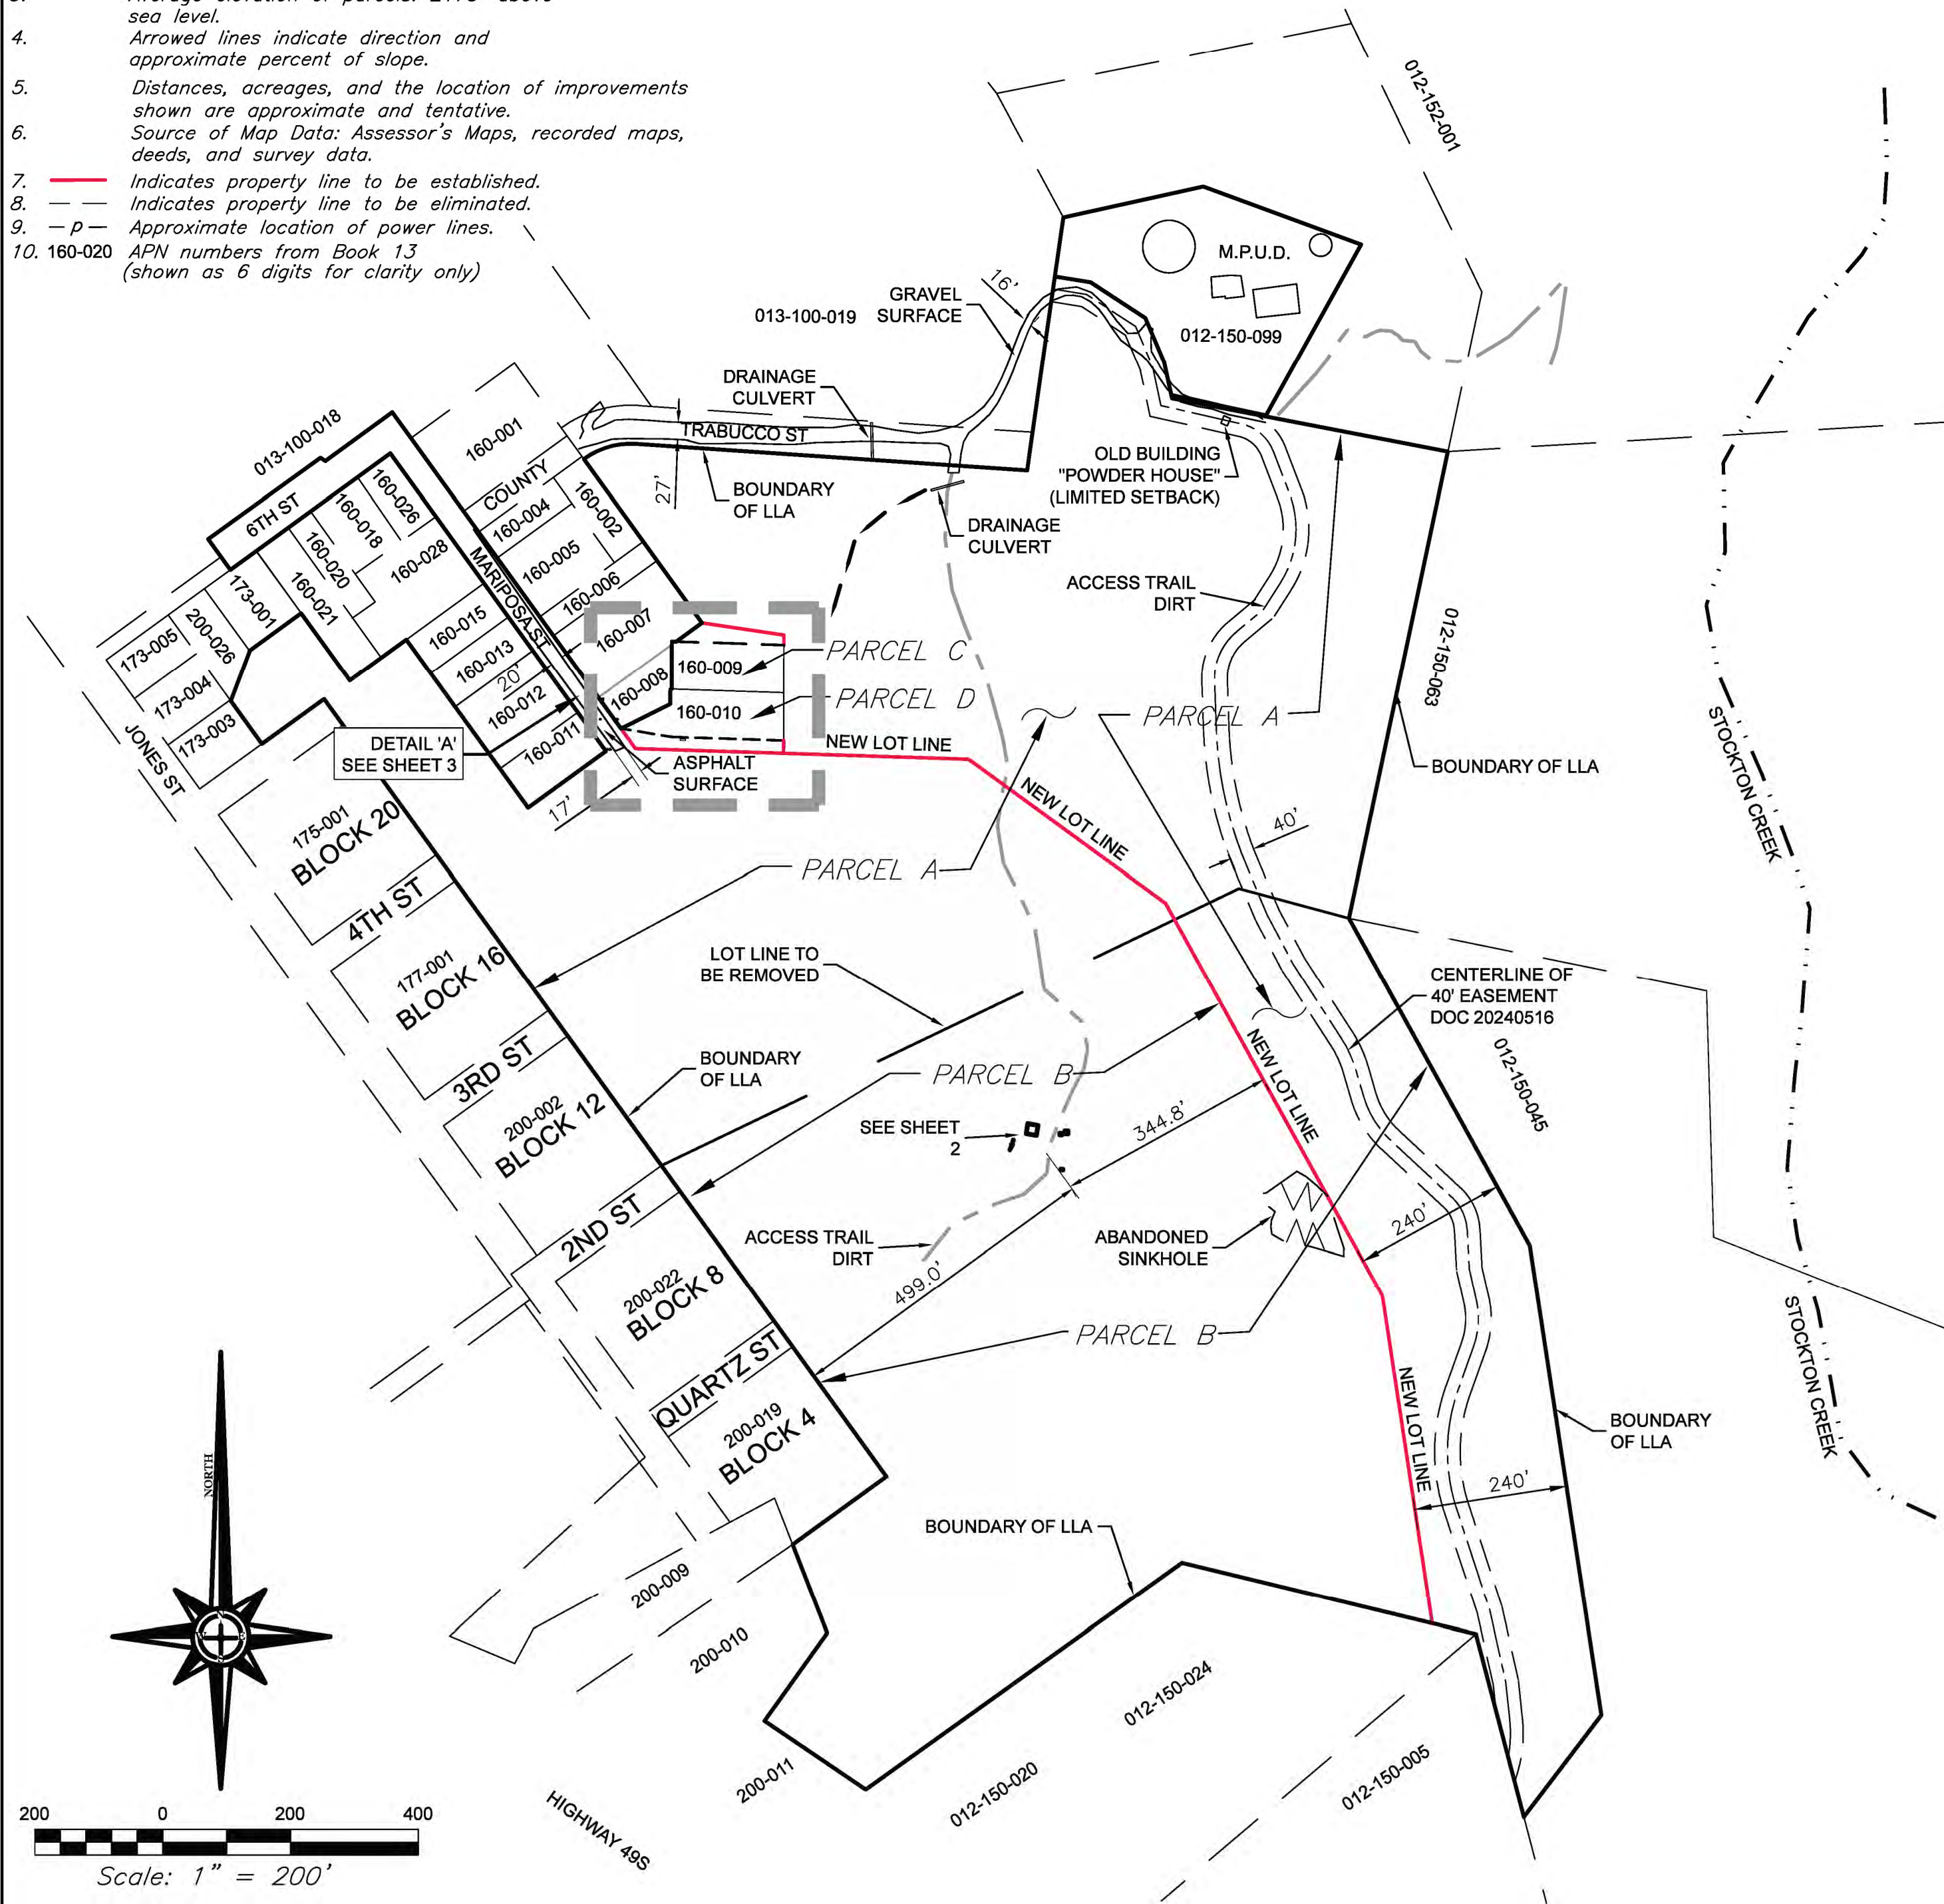 sea level.
4. Arrowed lines indicate direction and
approximate percent of slope.
5. Distances, acreages, and the location of improvements
shown are approximate and tentative.
6. Source of Map Data: Assessor's Maps, recorded maps,
deeds, and survey data.
7. Indicates property line to be established.
8. Indicates property line to be eliminated.
9. —p— Approximate location of power lines.
10. 160-020 APN numbers from Book 13
(shown as 6 digits for clarity only)
012-152-001
M.P.U.D.
012-150-099
16'
GRAVEL
SURFACE
013-100-019
DRAINAGE
CULVERT
TRABUCCO ST
27'
BOUNDARY
OF LLA
DRAINAGE
CULVERT
OLD BUILDING
"POWDER HOUSE"
(LIMITED SETBACK)
ACCESS TRAIL
DIRT
013-100-018
6TH ST
160-001
COUNTY
160-002
160-004
160-005
160-006
160-007
160-008
160-009
160-010
MARIPOSA ST
160-026
160-018
160-020
160-021
160-028
160-015
160-013
20'
160-012
160-011
173-001
200-026
173-005
173-004
173-003
JONES ST
DETAIL 'A'
SEE SHEET 3
17'
ASPHALT
SURFACE
PARCEL C
PARCEL D
NEW LOT LINE
NEW LOT LINE
PARCEL A
012-150-063
BOUNDARY OF LLA
STOCKTON CREEK
40'
175-001
BLOCK 20
4TH ST
177-001
BLOCK 16
3RD ST
200-002
BLOCK 12
2ND ST
200-022
BLOCK 8
QUARTZ ST
200-019
BLOCK 4
PARCEL A
LOT LINE TO
BE REMOVED
BOUNDARY
OF LLA
PARCEL B
SEE SHEET
2
344.8'
NEW LOT LINE
CENTERLINE OF
40' EASEMENT
DOC 20240516
012-150-045
ACCESS TRAIL
DIRT
499.0'
ABANDONED
SINKHOLE
240'
PARCEL B
NEW LOT LINE
STOCKTON CREEK
BOUNDARY
OF LLA
240'
BOUNDARY OF LLA
200-009
200-010
200-011
012-150-020
012-150-024
012-150-005
HIGHWAY 49S
NORTH
N
E
S
W
200 0 200 400
Scale: 1" = 200'